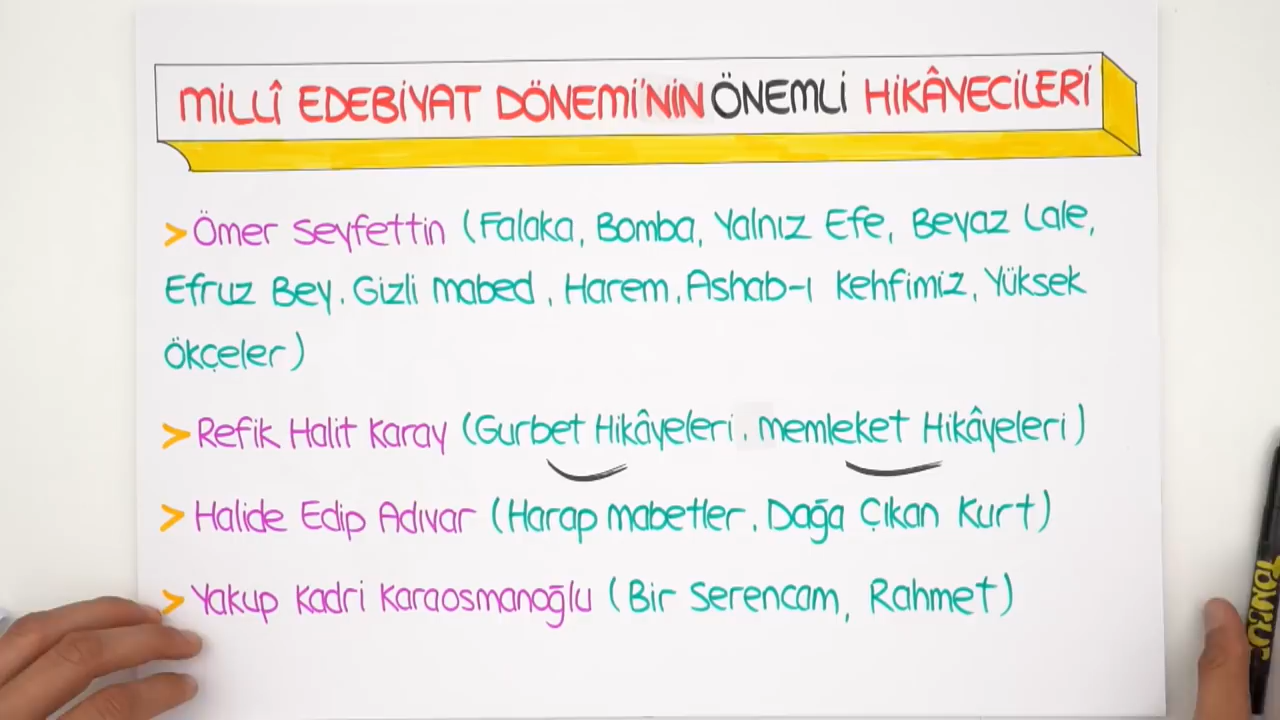 MİLLÎ EDEBİYAT DÖNEMİ'NİN ÖNEMLİ HİKÂYECİLERİ
> Ömer Seyfettin (Falaka, Bomba, Yalnız Efe, Beyaz Lale,
Efruz Bey, Gizli Mabed, Harem, Ashab-ı Kehfimiz, Yüksek
Ökçeler)
> Refik Halit Karay (Gurbet Hikâyeleri, Memleket Hikâyeleri)
> Halide Edip Adıvar (Harap Mabetler, Dağa Çıkan Kurt)
> Yakup Kadri Karaosmanoğlu (Bir Serencam, Rahmet)